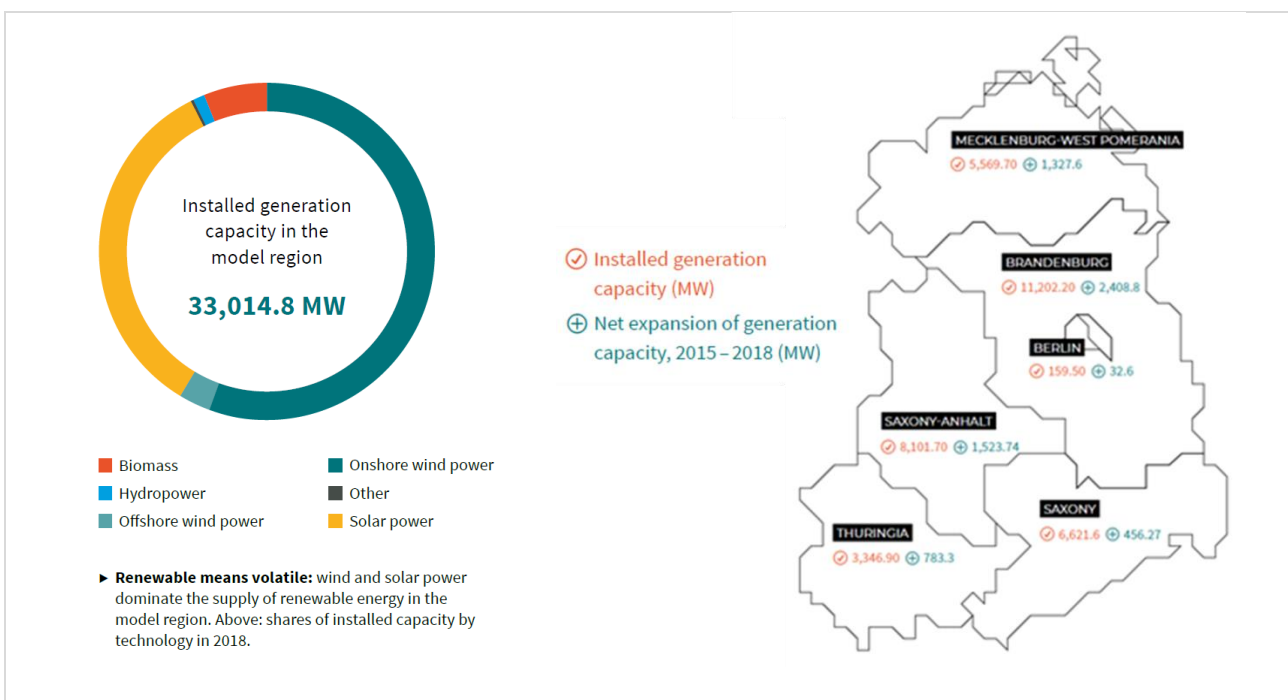 Installed generation
capacity in the
model region
33,014.8 MW
Biomass
Hydropower
Offshore wind power
Onshore wind power
Other
Solar power
► Renewable means volatile: wind and solar power
dominate the supply of renewable energy in the
model region. Above: shares of installed capacity by
technology in 2018.
Installed generation
capacity (MW)
Net expansion of generation
capacity, 2015 – 2018 (MW)
MECKLENBURG-WEST POMERANIA
5,569.70 1,327.6
BRANDENBURG
11,202.20 2,408.8
BERLIN
159.50 32.6
SAXONY-ANHALT
8,101.70 1,523.74
SAXONY
6,621.6 456.27
THURINGIA
3,346.90 783.3